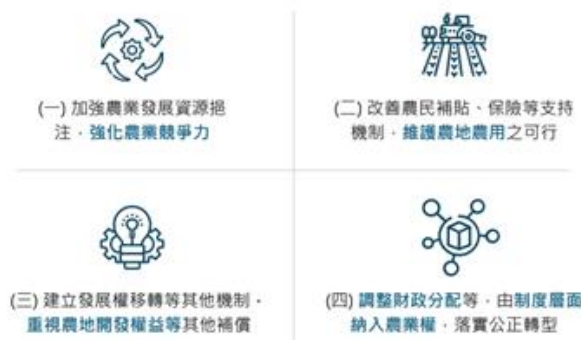 (一) 加強農業發展資源挹
注，強化農業競爭力
(二) 改善農民補貼、保險等支持
機制，維護農地農用之可行
(三) 建立發展權移轉等其他機制，
重視農地開發權益等其他補償
(四) 調整財政分配等，由制度層面
納入農業權，落實公正轉型